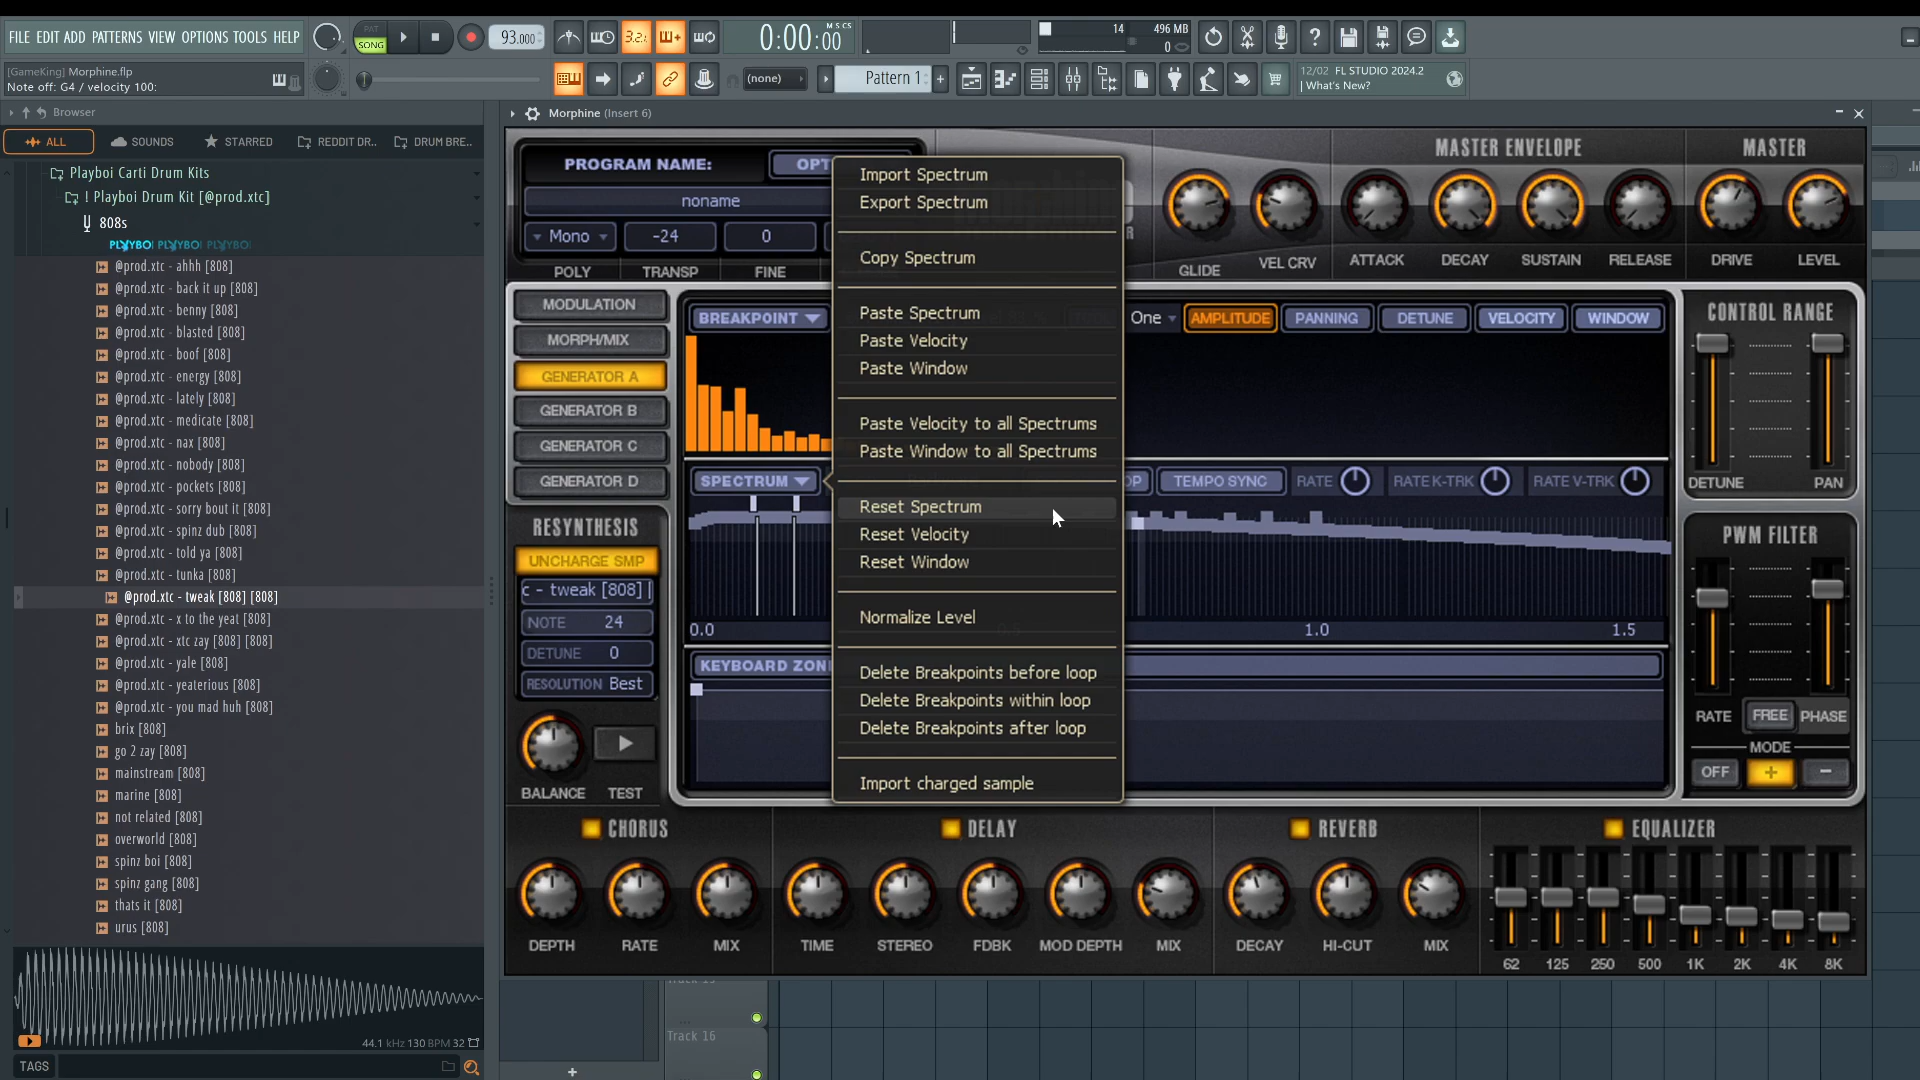 FILE EDIT ADD PATTERNS VIEW OPTIONS TOOLS HELP
PAT
SONG
93.000
3.2.
M:S:CS
0:00:00
14
496 MB
0
[GameKing] Morphine.flp
Note off: G4 / velocity 100:
(none)
Pattern 1
12/02 FL STUDIO 2024.2
| What's New?
Browser
ALL
SOUNDS
STARRED
REDDIT DR..
DRUM BRE..
Playboi Carti Drum Kits
! Playboi Drum Kit [@prod.xtc]
808s
@prod.xtc - ahhh [808]
@prod.xtc - back it up [808]
@prod.xtc - benny [808]
@prod.xtc - blasted [808]
@prod.xtc - boof [808]
@prod.xtc - energy [808]
@prod.xtc - lately [808]
@prod.xtc - medicate [808]
@prod.xtc - nax [808]
@prod.xtc - nobody [808]
@prod.xtc - pockets [808]
@prod.xtc - sorry bout it [808]
@prod.xtc - spinz dub [808]
@prod.xtc - told ya [808]
@prod.xtc - tunka [808]
@prod.xtc - tweak [808] [808]
@prod.xtc - x to the yeat [808]
@prod.xtc - xtc zay [808] [808]
@prod.xtc - yale [808]
@prod.xtc - yeaterious [808]
@prod.xtc - you mad huh [808]
brix [808]
go 2 zay [808]
mainstream [808]
marine [808]
not related [808]
overworld [808]
spinz boi [808]
spinz gang [808]
thats it [808]
urus [808]
44.1 kHz 130 BPM 32
TAGS
Morphine (Insert 6)
PROGRAM NAME:
OPT
noname
Mono
-24
0
POLY
TRANSP
FINE
GLIDE
VEL CRV
MASTER ENVELOPE
ATTACK
DECAY
SUSTAIN
RELEASE
MASTER
DRIVE
LEVEL
MODULATION
MORPH/MIX
GENERATOR A
GENERATOR B
GENERATOR C
GENERATOR D
BREAKPOINT
One
AMPLITUDE
PANNING
DETUNE
VELOCITY
WINDOW
SPECTRUM
OP
TEMPO SYNC
RATE
RATE K-TRK
RATE V-TRK
0.0
1.0
1.5
KEYBOARD ZON
RESYNTHESIS
UNCHARGE SMP
c - tweak [808] |
NOTE 24
DETUNE 0
RESOLUTION Best
BALANCE
TEST
Import Spectrum
Export Spectrum
Copy Spectrum
Paste Spectrum
Paste Velocity
Paste Window
Paste Velocity to all Spectrums
Paste Window to all Spectrums
Reset Spectrum
Reset Velocity
Reset Window
Normalize Level
Delete Breakpoints before loop
Delete Breakpoints within loop
Delete Breakpoints after loop
Import charged sample
CONTROL RANGE
DETUNE
PAN
PWM FILTER
RATE
FREE
PHASE
MODE
OFF
+
-
CHORUS
DEPTH
RATE
MIX
DELAY
TIME
STEREO
FDBK
MOD DEPTH
MIX
REVERB
DECAY
HI-CUT
MIX
EQUALIZER
62
125
250
500
1K
2K
4K
8K
Track 16